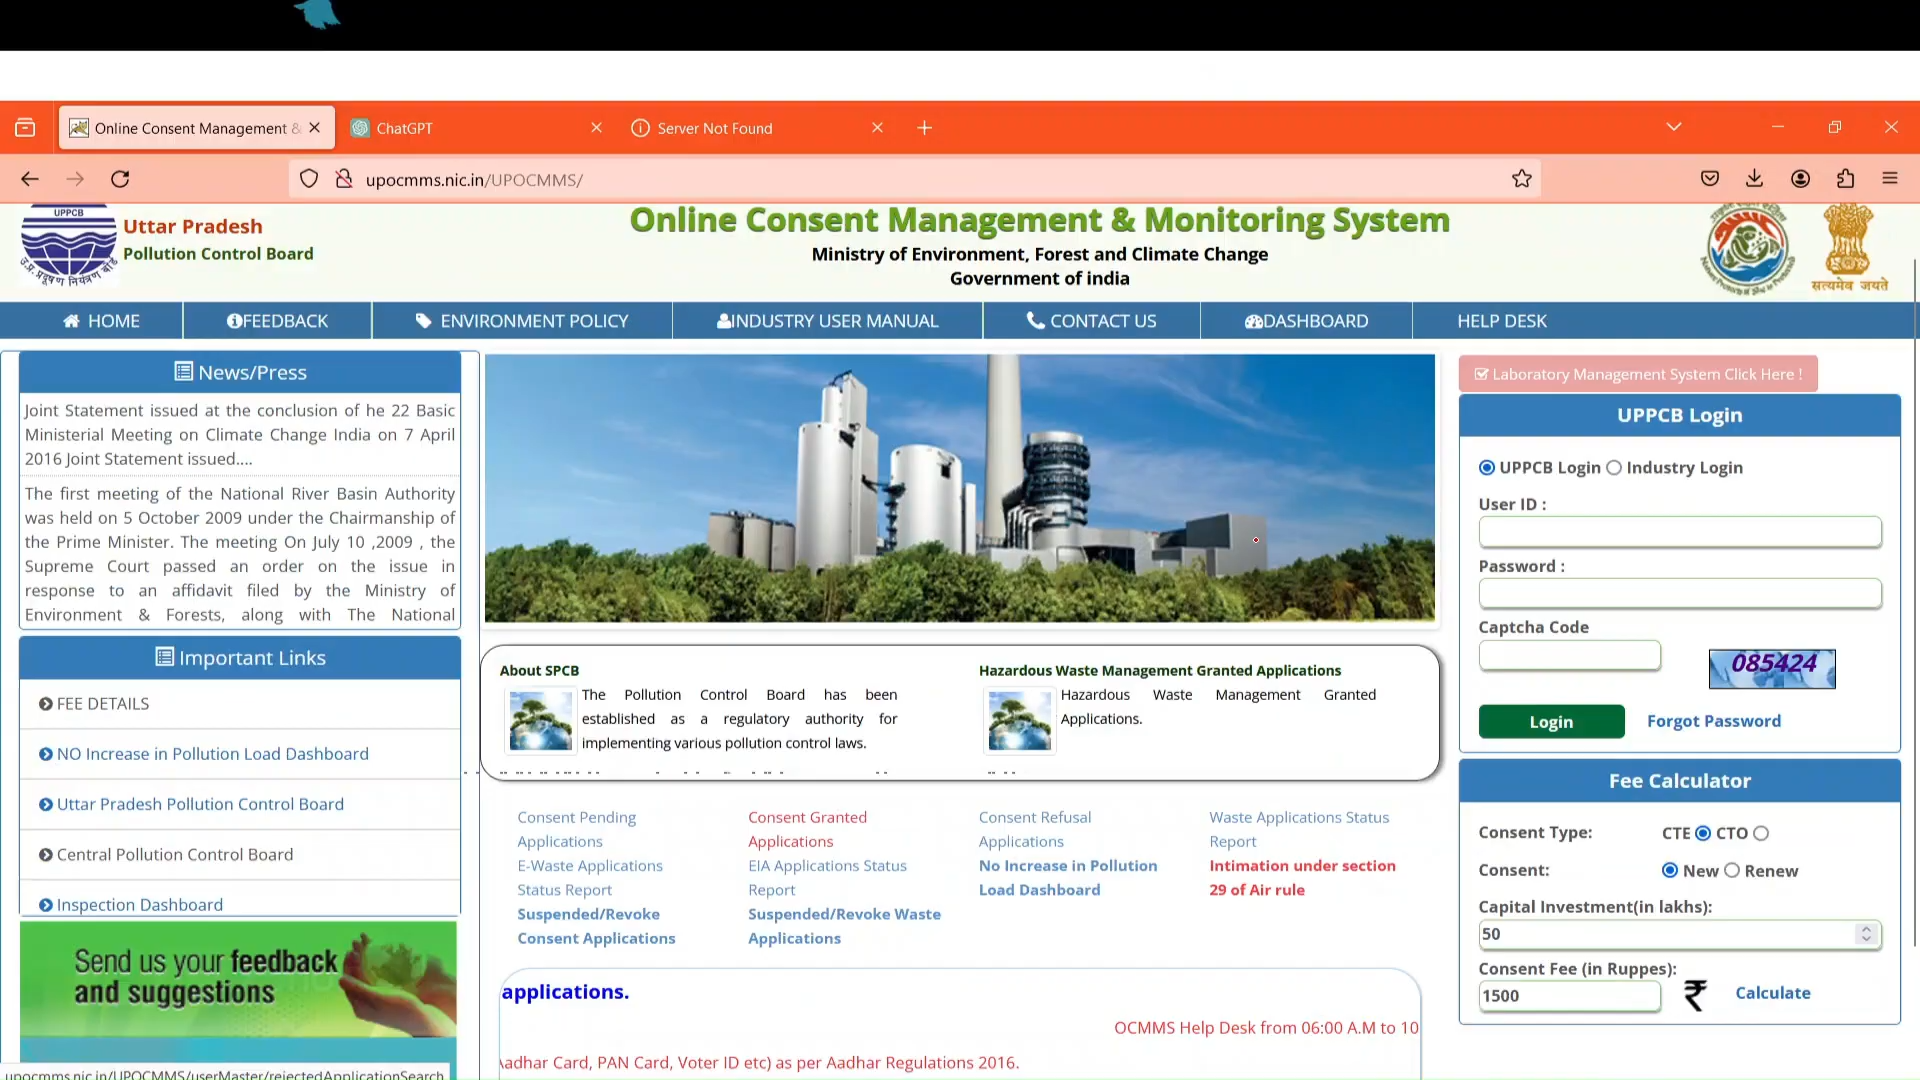 Online Consent Management &
ChatGPT
Server Not Found
upocmms.nic.in/UPOCMMS/
UPPCB
उ.प्र. प्रदूषण नियंत्रण बोर्ड
Uttar Pradesh
Pollution Control Board
Online Consent Management & Monitoring System
Ministry of Environment, Forest and Climate Change
Government of india
सत्यमेव जयते
HOME
FEEDBACK
ENVIRONMENT POLICY
INDUSTRY USER MANUAL
CONTACT US
DASHBOARD
HELP DESK
News/Press
Joint Statement issued at the conclusion of he 22 Basic
Ministerial Meeting on Climate Change India on 7 April
2016 Joint Statement issued....
The first meeting of the National River Basin Authority
was held on 5 October 2009 under the Chairmanship of
the Prime Minister. The meeting On July 10 ,2009 , the
Supreme Court passed an order on the issue in
response to an affidavit filed by the Ministry of
Environment & Forests, along with The National
Important Links
FEE DETAILS
NO Increase in Pollution Load Dashboard
Uttar Pradesh Pollution Control Board
Central Pollution Control Board
Inspection Dashboard
Send us your feedback
and suggestions
upocmms.nic.in/UPOCMMS/userMaster/rejectedApplicationSearch
About SPCB
The Pollution Control Board has been
established as a regulatory authority for
implementing various pollution control laws.
Hazardous Waste Management Granted Applications
Hazardous Waste Management Granted
Applications.
Consent Pending
Applications
E-Waste Applications
Status Report
Suspended/Revoke
Consent Applications
Consent Granted
Applications
EIA Applications Status
Report
Suspended/Revoke Waste
Applications
Consent Refusal
Applications
No Increase in Pollution
Load Dashboard
Waste Applications Status
Report
Intimation under section
29 of Air rule
applications.
OCMMS Help Desk from 06:00 A.M to 10
Aadhar Card, PAN Card, Voter ID etc) as per Aadhar Regulations 2016.
Laboratory Management System Click Here !
UPPCB Login
UPPCB Login Industry Login
User ID :
Password :
Captcha Code
085424
Login
Forgot Password
Fee Calculator
Consent Type: CTE CTO
Consent: New Renew
Capital Investment(in lakhs):
50
Consent Fee (in Ruppes):
1500
₹
Calculate